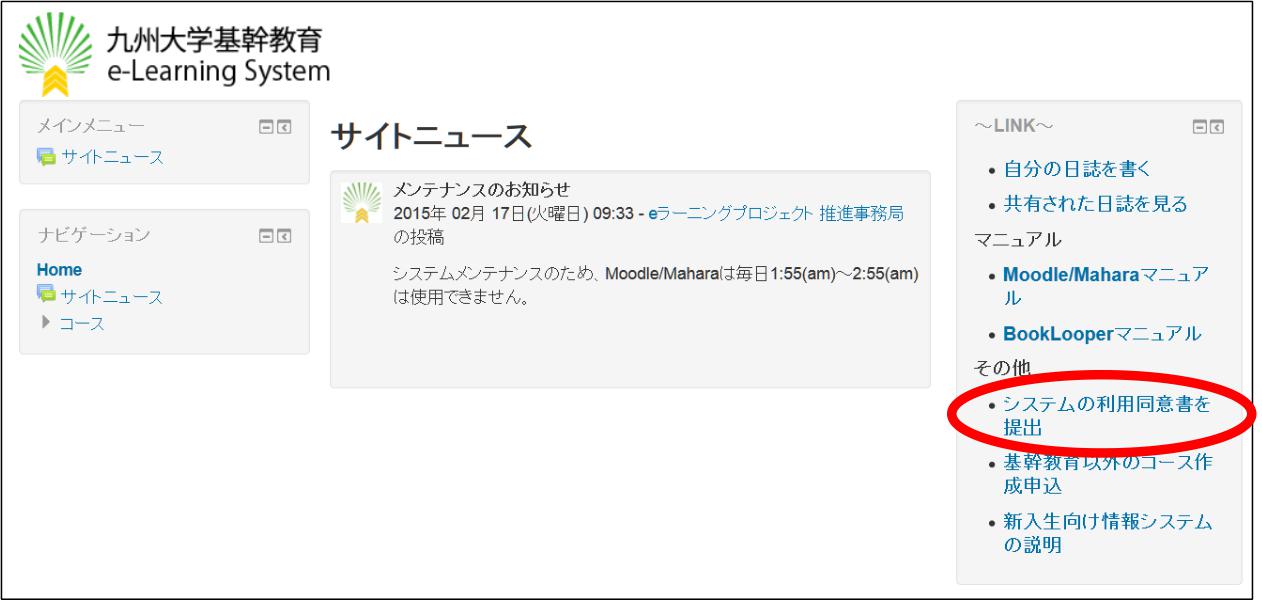 九州大学基幹教育
e-Learning System
メインメニュー
サイトニュース
ナビゲーション
Home
サイトニュース
コース
サイトニュース
メンテナンスのお知らせ
2015年 02月 17日(火曜日) 09:33 - eラーニングプロジェクト 推進事務局
の投稿
システムメンテナンスのため、Moodle/Maharaは毎日1:55(am)～2:55(am)
は使用できません。
～LINK～
• 自分の日誌を書く
• 共有された日誌を見る
マニュアル
• Moodle/Maharaマニュア
ル
• BookLooperマニュアル
その他
• システムの利用同意書を
提出
• 基幹教育以外のコース作
成申込
• 新入生向け情報システム
の説明